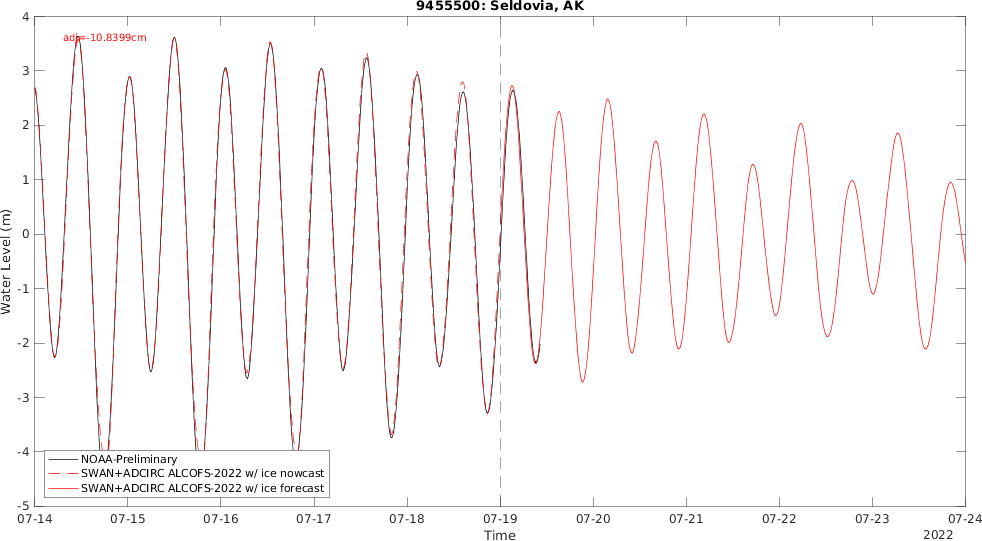 9455500: Seldovia, AK
adj=-10.8399cm
Water Level (m)
4
3
2
1
0
-1
-2
-3
-4
-5
NOAA-Preliminary
SWAN+ADCIRC ALCOFS-2022 w/ ice nowcast
SWAN+ADCIRC ALCOFS-2022 w/ ice forecast
07-14 07-15 07-16 07-17 07-18 07-19 07-20 07-21 07-22 07-23 07-24
Time
2022